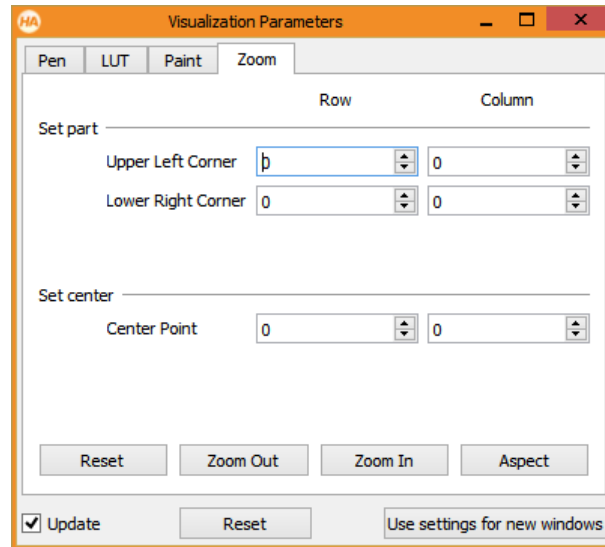 HA Visualization Parameters
Pen LUT Paint Zoom
Row Column
Set part
Upper Left Corner 0 0
Lower Right Corner 0 0
Set center
Center Point 0 0
Reset Zoom Out Zoom In Aspect
Update Reset Use settings for new windows